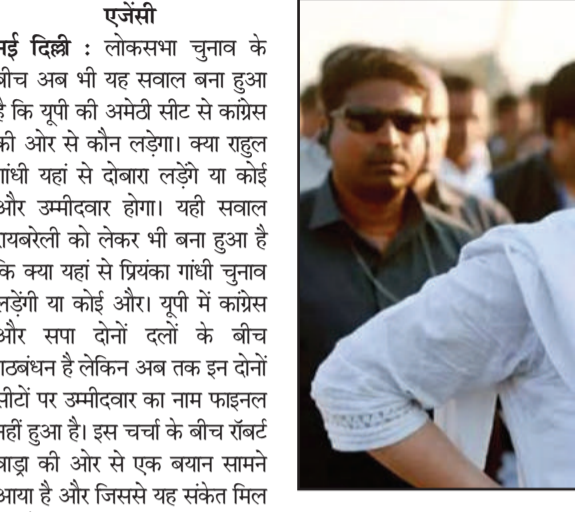 एजेंसी
नई दिल्ली : लोकसभा चुनाव के
बीच अब भी यह सवाल बना हुआ
है कि यूपी की अमेठी सीट से कांग्रेस
की ओर से कौन लड़ेगा। क्या राहुल
गांधी यहां से दोबारा लड़ेंगे या कोई
और उम्मीदवार होगा। यही सवाल
रायबरेली को लेकर भी बना हुआ है
कि क्या यहां से प्रियंका गांधी चुनाव
लड़ेंगी या कोई और। यूपी में कांग्रेस
और सपा दोनों दलों के बीच
गठबंधन है लेकिन अब तक इन दोनों
सीटों पर उम्मीदवार का नाम फाइनल
नहीं हुआ है। इस चर्चा के बीच रॉबर्ट
वाड्रा की ओर से एक बयान सामने
आया है और जिससे यह संकेत मिल